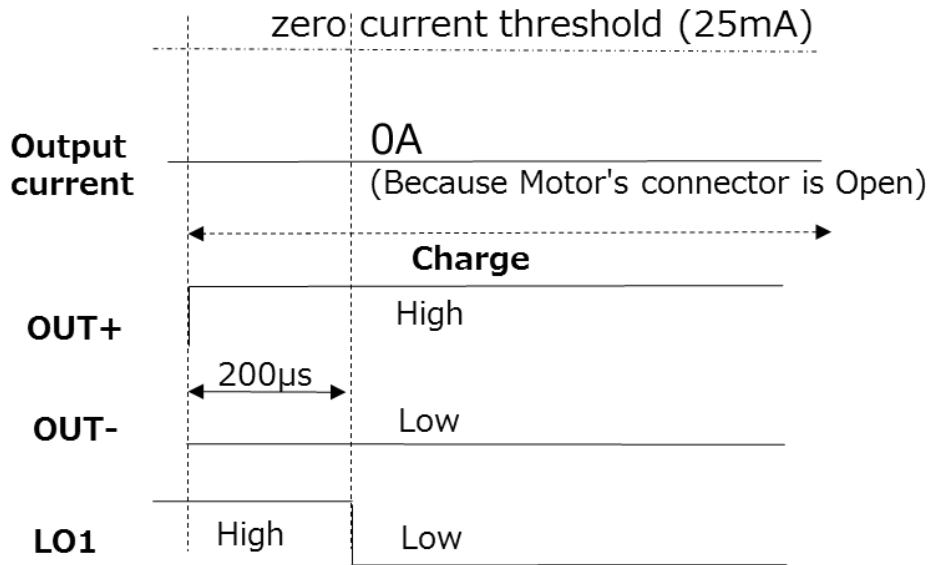 zero current threshold (25mA)
Output
current
0A
(Because Motor's connector is Open)
Charge
OUT+
High
200μs
OUT-
Low
LO1
High
Low